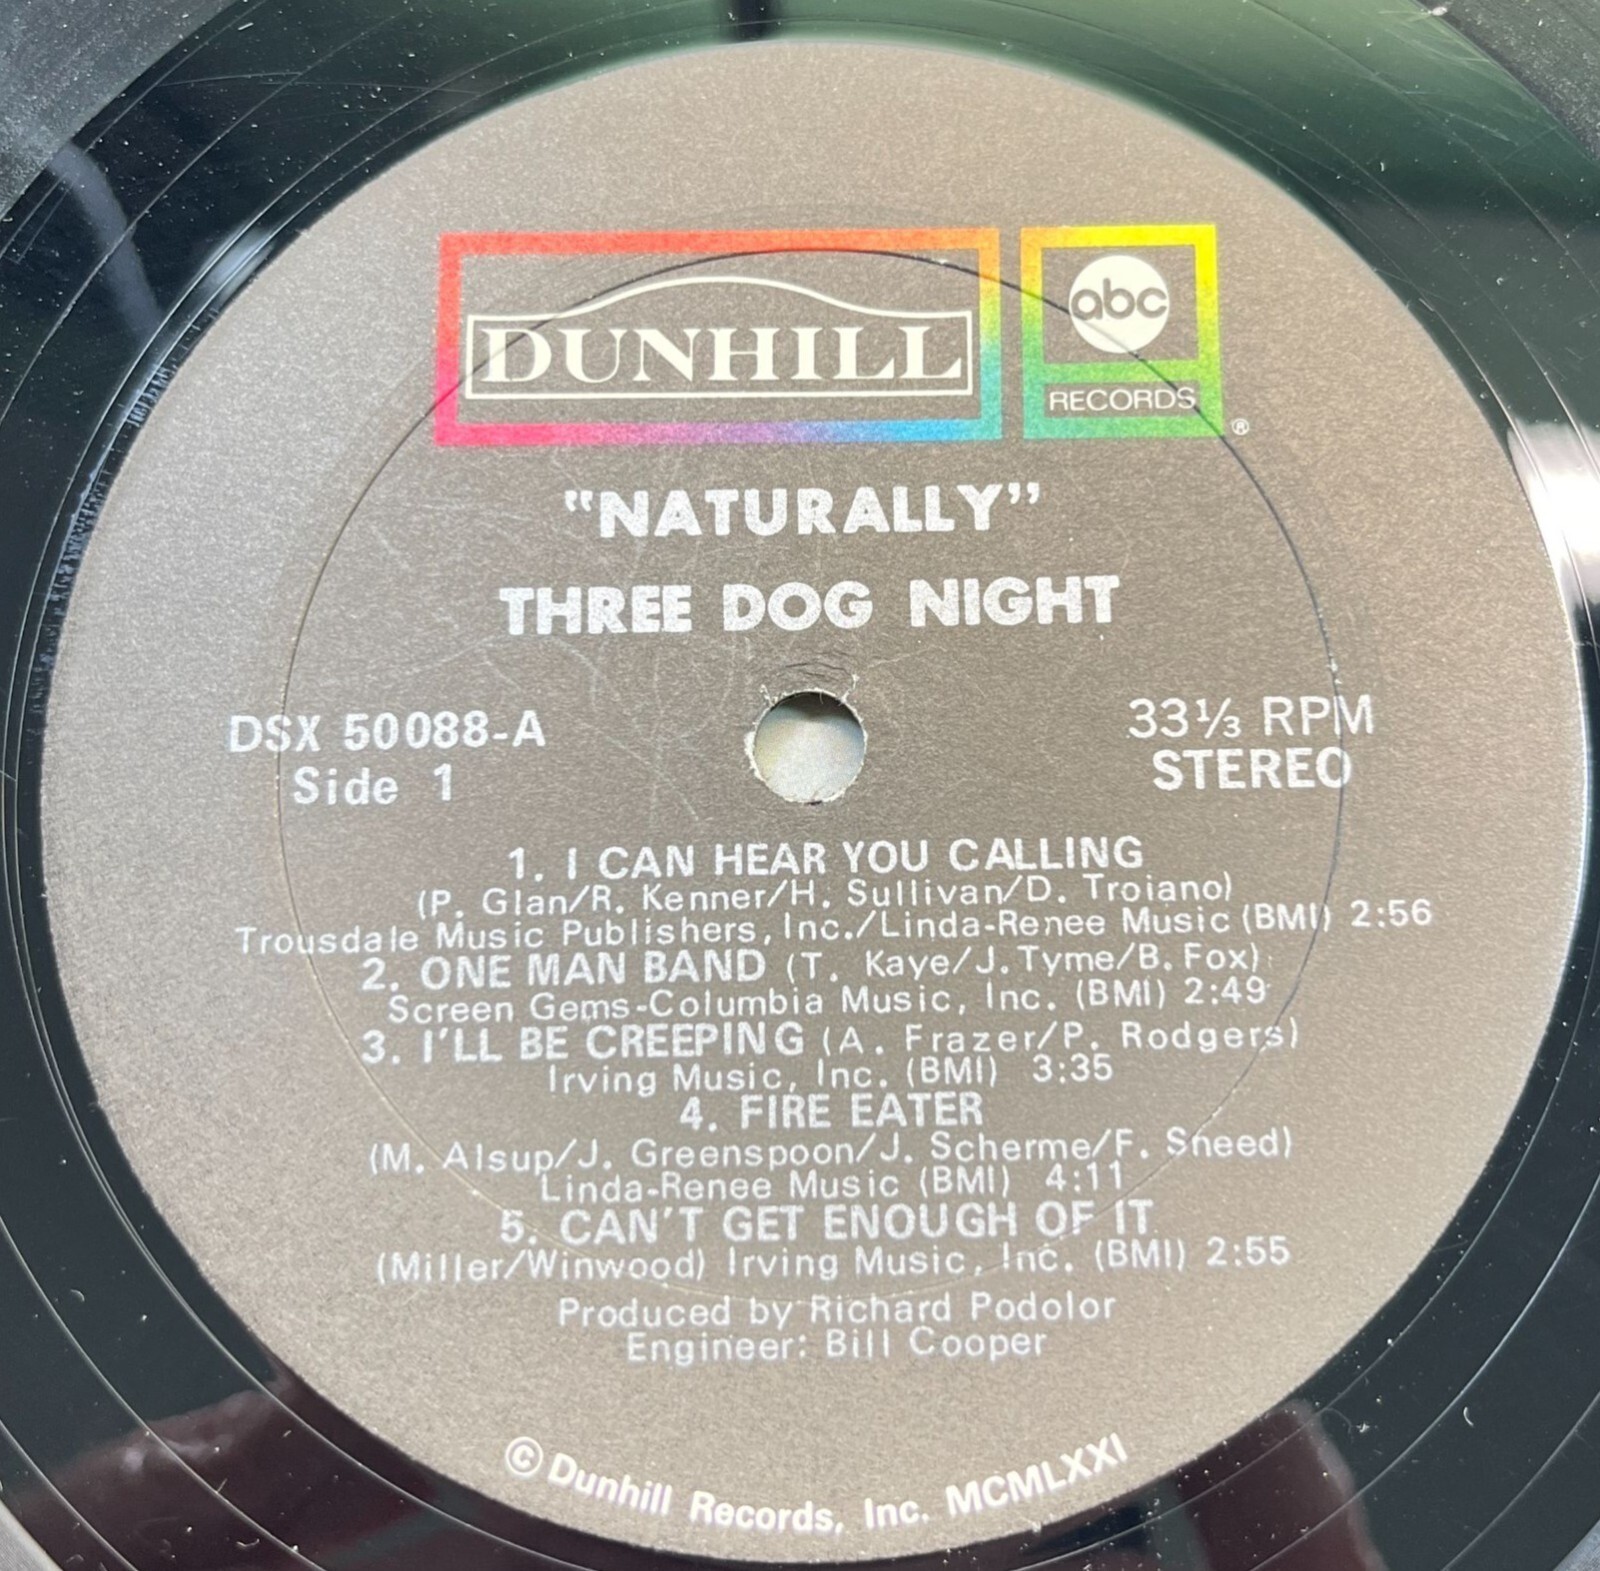 DUNHILL
abc
RECORDS
®
"NATURALLY"
THREE DOG NIGHT
DSX 50088-A
Side 1
33⅓ RPM
STEREO
1. I CAN HEAR YOU CALLING
(P. Glan/R. Kenner/H. Sullivan/D. Troiano)
Trousdale Music Publishers, Inc./Linda-Renee Music (BMI) 2:56
2. ONE MAN BAND (T. Kaye/J. Tyme/B. Fox)
Screen Gems-Columbia Music, Inc. (BMI) 2:49
3. I'LL BE CREEPING (A. Frazer/P. Rodgers)
Irving Music, Inc. (BMI) 3:35
4. FIRE EATER
(M. Alsup/J. Greenspoon/J. Scherme/F. Sneed)
Linda-Renee Music (BMI) 4:11
5. CAN'T GET ENOUGH OF IT
(Miller/Winwood) Irving Music, Inc. (BMI) 2:55
Produced by Richard Podolor
Engineer: Bill Cooper
© Dunhill Records, Inc. MCMLXXI